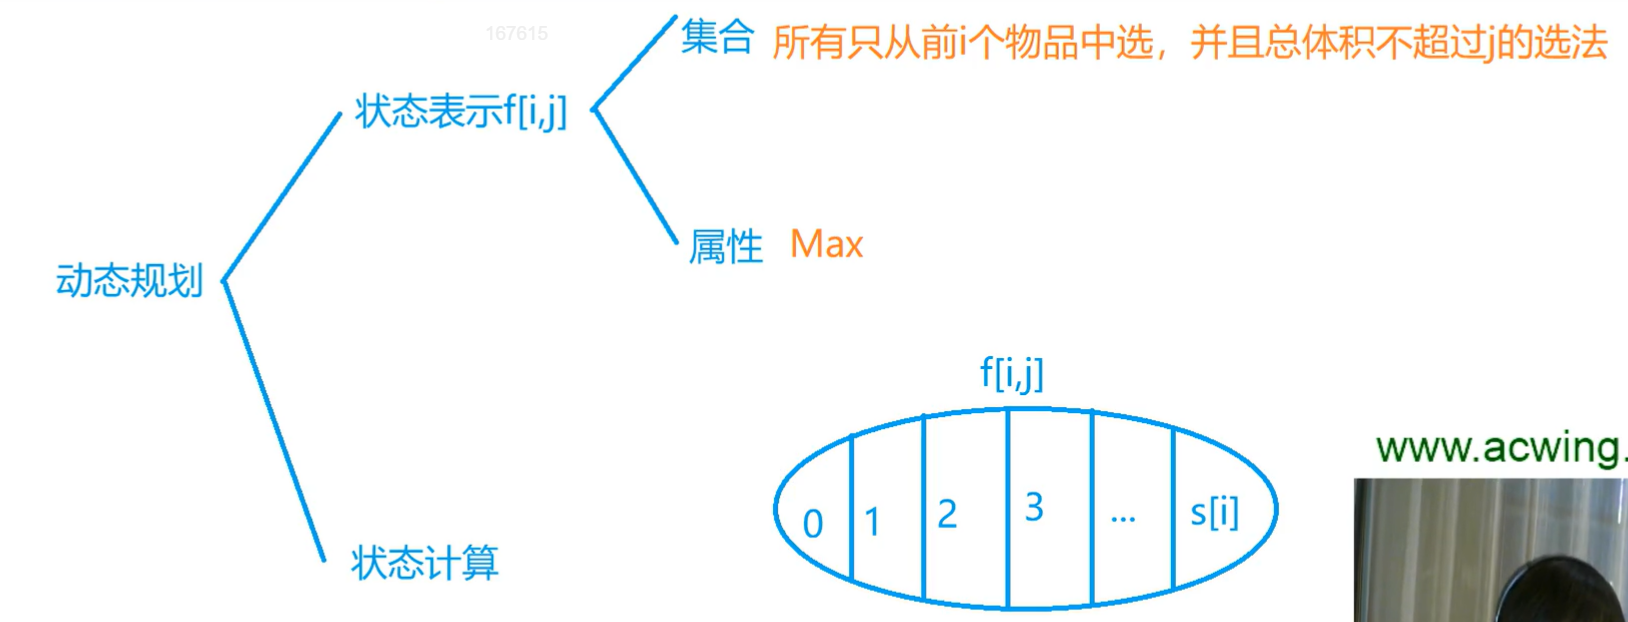 167615
集合 所有只从前i个物品中选，并且总体积不超过j的选法
状态表示f[i,j]
属性 Max
动态规划
f[i,j]
www.acwing.
0 1 2 3 ... s[i]
状态计算